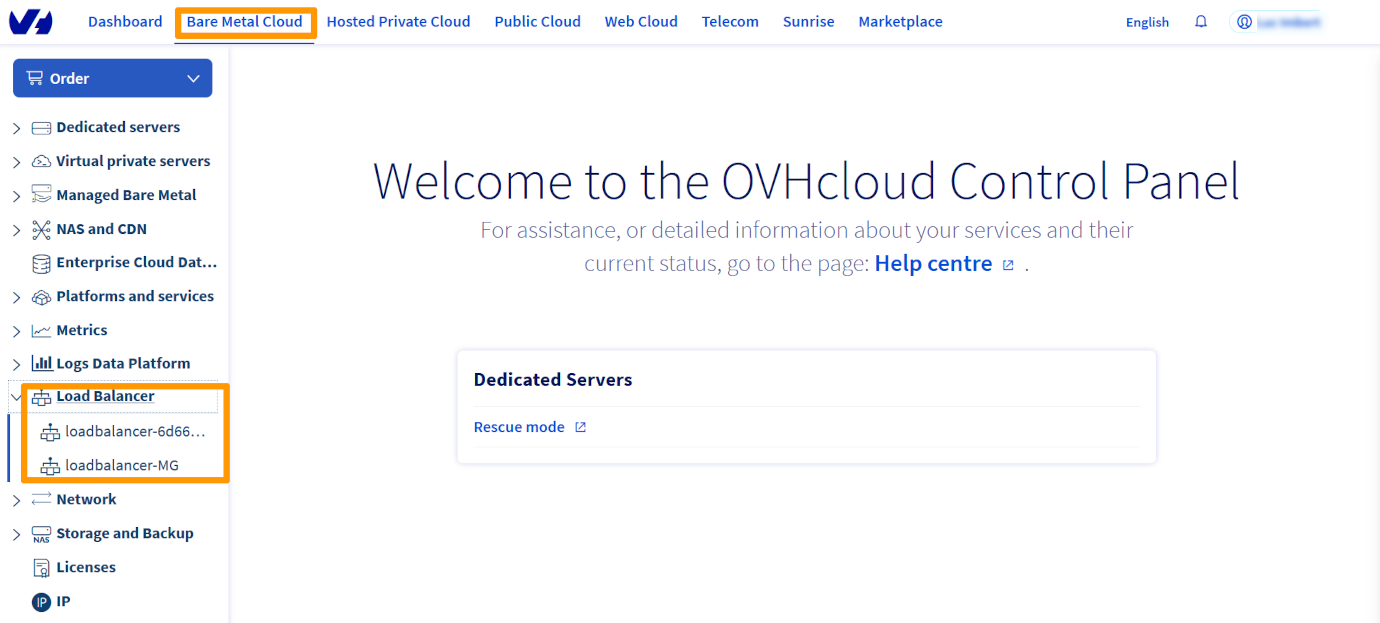 Dashboard Bare Metal Cloud Hosted Private Cloud Public Cloud Web Cloud Telecom Sunrise Marketplace English
Order
Dedicated servers
Virtual private servers
Managed Bare Metal
NAS and CDN
Enterprise Cloud Dat...
Platforms and services
Metrics
Logs Data Platform
Load Balancer
loadbalancer-6d66...
loadbalancer-MG
Network
NAS
Storage and Backup
Licenses
IP
IP
Welcome to the OVHcloud Control Panel
For assistance, or detailed information about your services and their
current status, go to the page: Help centre .
Dedicated Servers
Rescue mode